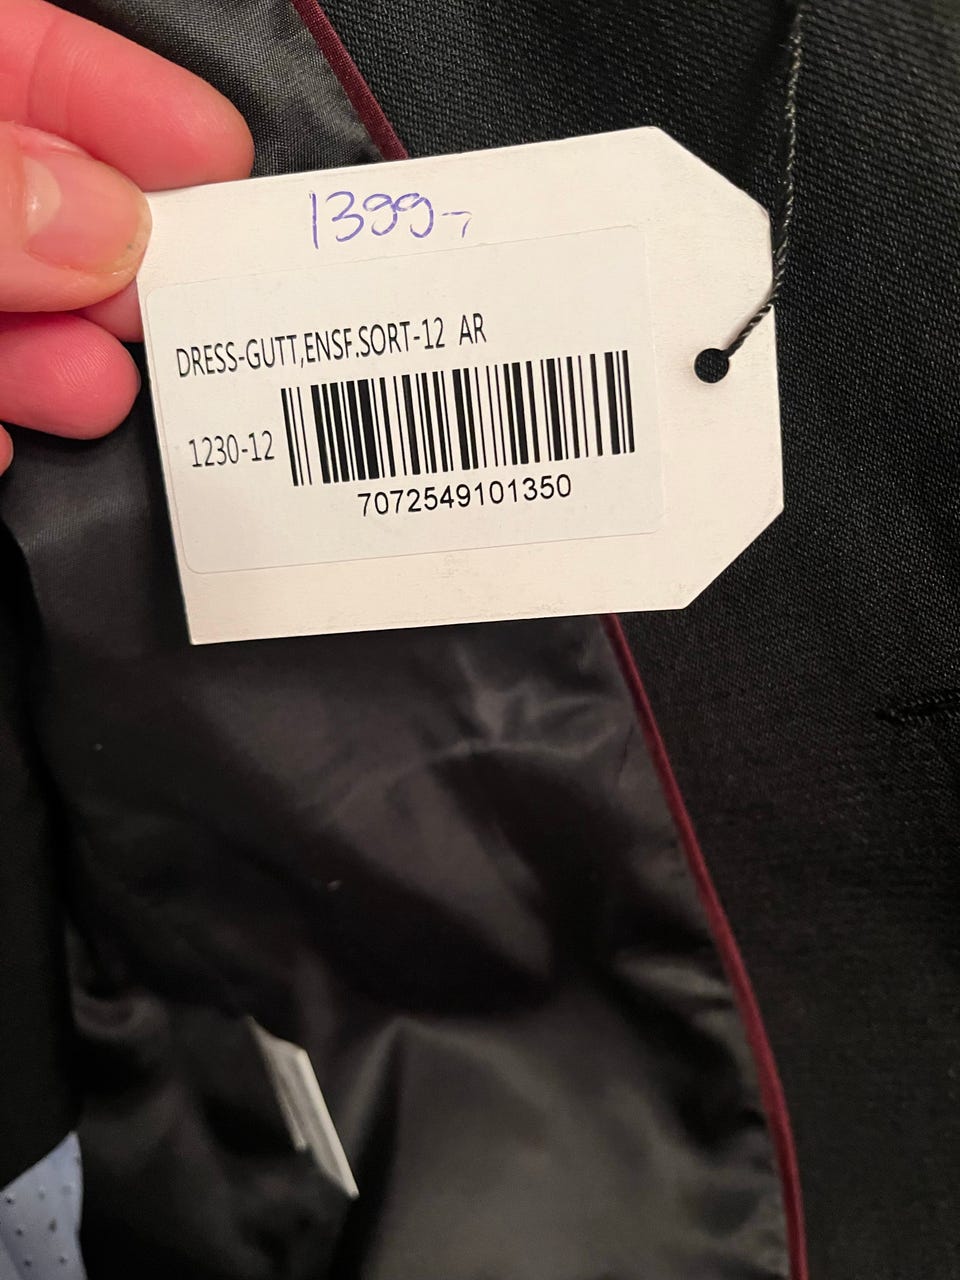 1399,-
DRESS-GUTT,ENSF.SORT-12 AR
1230-12
7072549101350